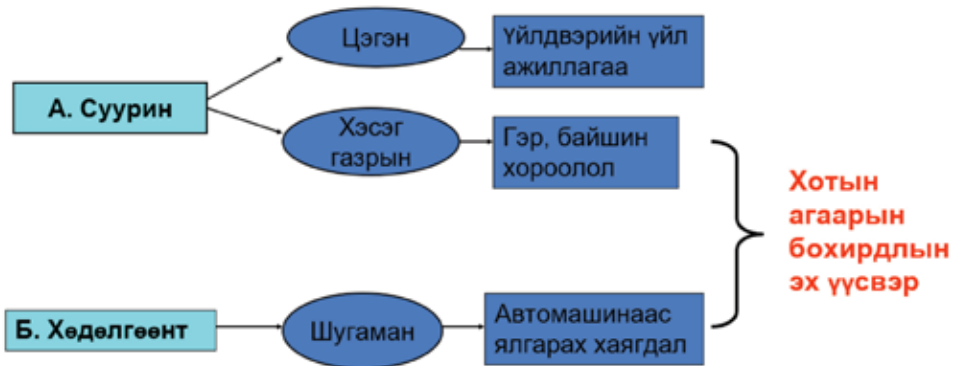 Цэгэн
Үйлдвэрийн үйл
ажиллагаа
А. Суурин
Хэсэг
газрын
Гэр, байшин
хороолол
Хотын
агаарын
бохирдлын
эх үүсвэр
Б. Хөдөлгөөнт
Шугаман
Автомашинаас
ялгарах хаягдал